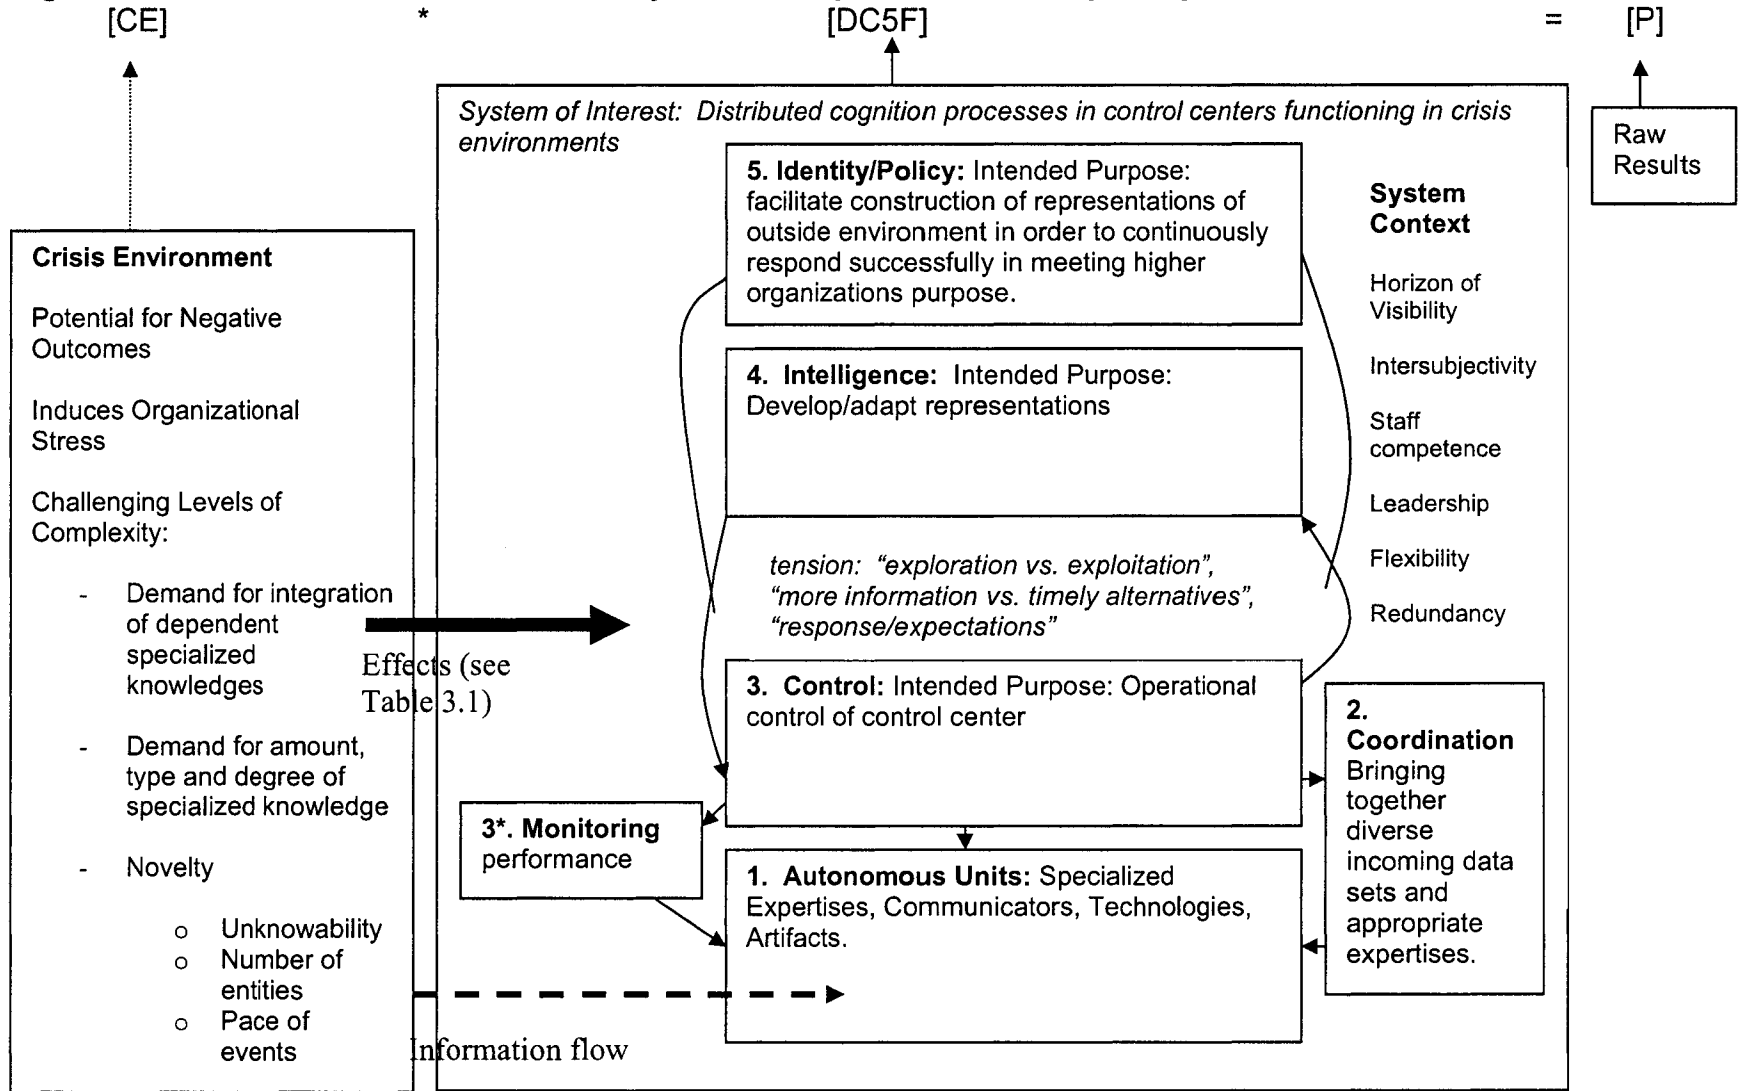 [CE] * [DC5F] = [P]
System of Interest: Distributed cognition processes in control centers functioning in crisis
environments
Raw
Results
5. Identity/Policy: Intended Purpose:
facilitate construction of representations of
outside environment in order to continuously
respond successfully in meeting higher
organizations purpose.
System
Context
Horizon of
Visibility
Intersubjectivity
Staff
competence
Leadership
Flexibility
Redundancy
Crisis Environment
Potential for Negative
Outcomes
Induces Organizational
Stress
Challenging Levels of
Complexity:
- Demand for integration
of dependent
specialized
knowledges
- Demand for amount,
type and degree of
specialized knowledge
- Novelty
o Unknowability
o Number of
entities
o Pace of
events
Effects (see
Table 3.1)
Information flow
4. Intelligence: Intended Purpose:
Develop/adapt representations
tension: “exploration vs. exploitation”,
“more information vs. timely alternatives”,
“response/expectations”
3. Control: Intended Purpose: Operational
control of control center
2.
Coordination
Bringing
together
diverse
incoming data
sets and
appropriate
expertises.
3*. Monitoring
performance
1. Autonomous Units: Specialized
Expertises, Communicators, Technologies,
Artifacts.